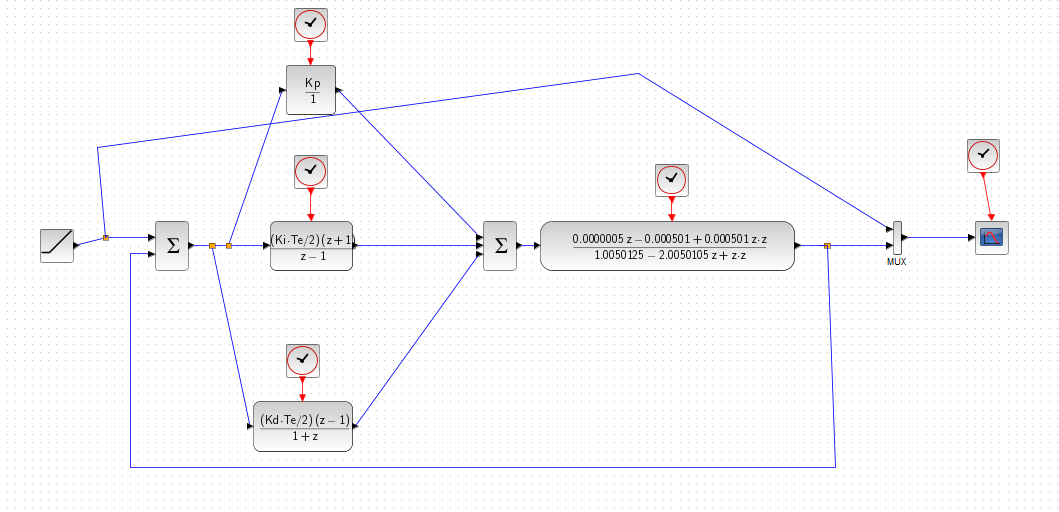 Kp
1
(Ki·Te/2)(z+1)
z−1
Σ
Σ
0.0000005 z−0.000501+0.000501 z·z
1.0050125−2.0050105 z+z·z
MUX
(Kd·Te/2)(z−1)
1+z